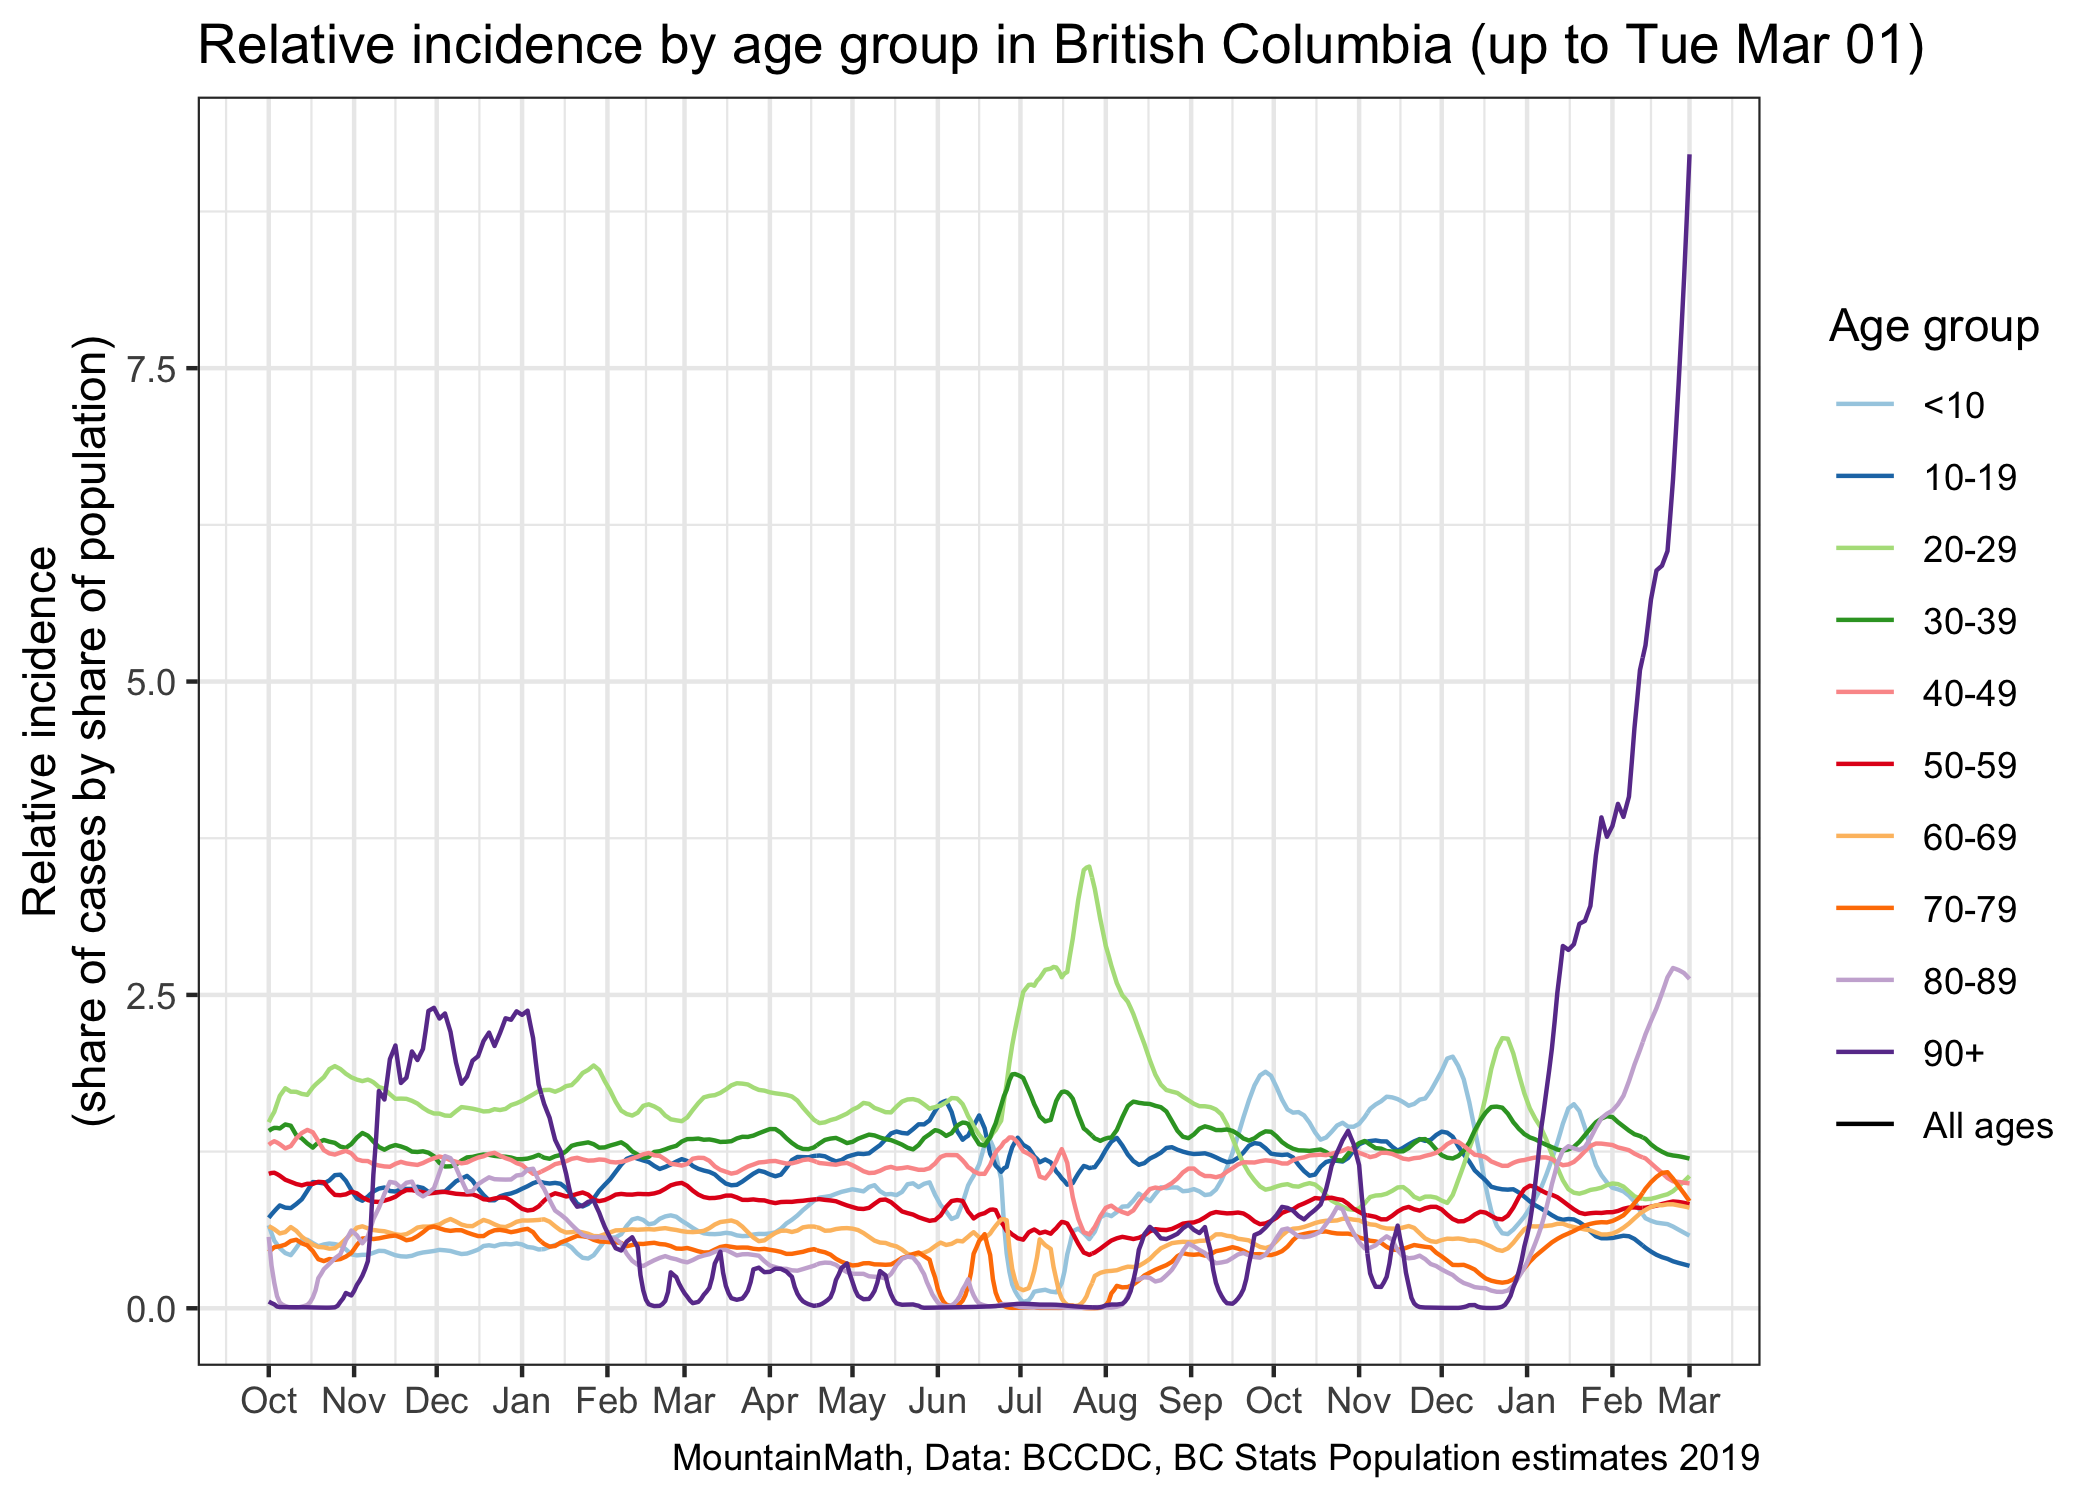 Relative incidence by age group in British Columbia (up to Tue Mar 01)
Relative incidence
(share of cases by share of population)
7.5
5.0
2.5
0.0
Oct Nov Dec Jan Feb Mar Apr May Jun Jul Aug Sep Oct Nov Dec Jan Feb Mar
Age group
<10
10-19
20-29
30-39
40-49
50-59
60-69
70-79
80-89
90+
All ages
MountainMath, Data: BCCDC, BC Stats Population estimates 2019